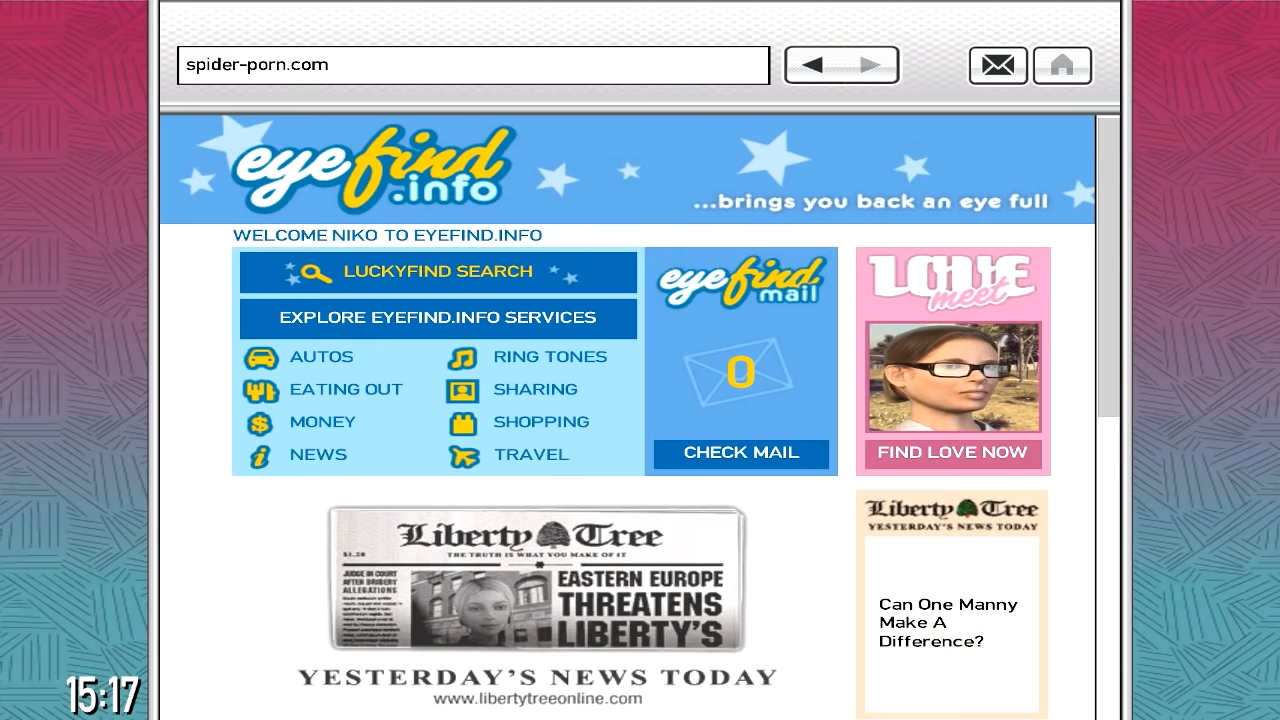 spider-porn.com
eyefind
.info
...brings you back an eye full
WELCOME NIKO TO EYEFIND.INFO
LUCKYFIND SEARCH
EXPLORE EYEFIND.INFO SERVICES
AUTOS
RING TONES
EATING OUT
SHARING
MONEY
SHOPPING
NEWS
TRAVEL
eyefind
mail
0
CHECK MAIL
LOVE
meet
FIND LOVE NOW
Liberty Tree
THE TRUTH IS WHAT YOU MAKE OF IT
$1.20
JUDGE IN COURT
AFTER BRIBERY
ALLEGATIONS
EASTERN EUROPE
THREATENS
LIBERTY'S
YESTERDAY'S NEWS TODAY
www.libertytreeonline.com
Liberty Tree
YESTERDAY'S NEWS TODAY
Can One Manny
Make A
Difference?
15:17